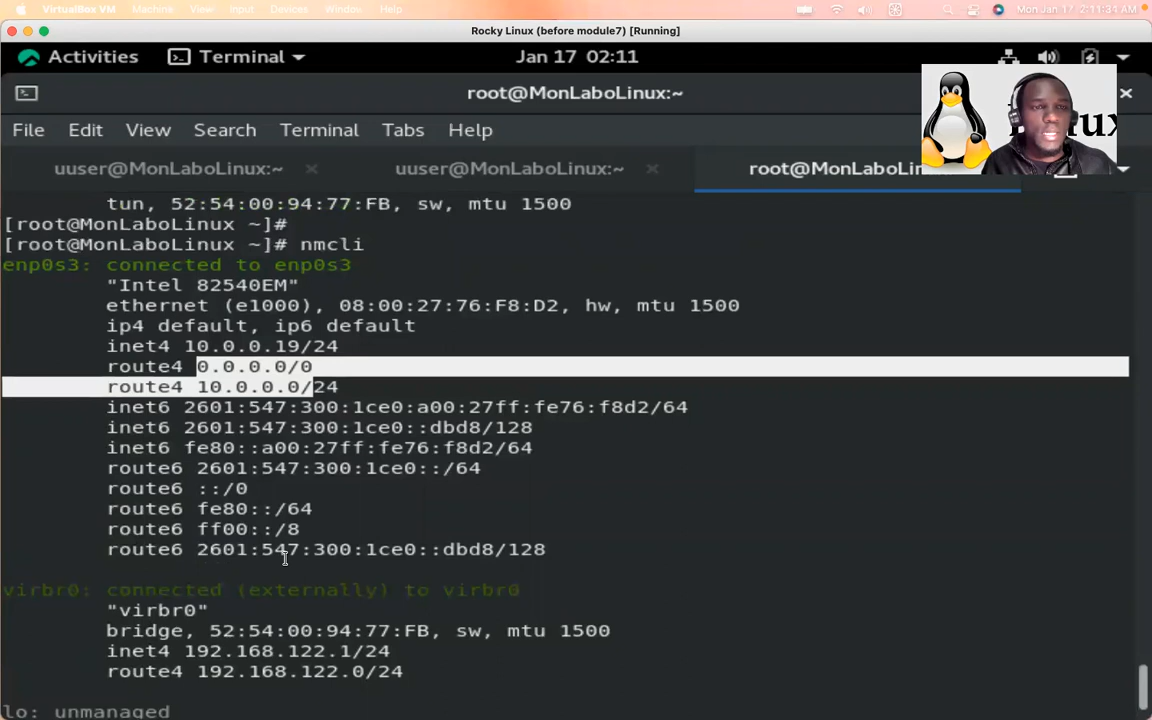 VirtualBox VM Machine View Input Devices Window Help Mon Jan 17 2:11:34 AM
Rocky Linux (before module7) [Running]
Activities Terminal Jan 17 02:11
root@MonLaboLinux:~
File Edit View Search Terminal Tabs Help
uuser@MonLaboLinux:~ uuser@MonLaboLinux:~ root@MonLaboLin
tun, 52:54:00:94:77:FB, sw, mtu 1500
[root@MonLaboLinux ~]#
[root@MonLaboLinux ~]# nmcli
enp0s3: connected to enp0s3
"Intel 82540EM"
ethernet (e1000), 08:00:27:76:F8:D2, hw, mtu 1500
ip4 default, ip6 default
inet4 10.0.0.19/24
route4 0.0.0.0/0
route4 10.0.0.0/24
inet6 2601:547:300:1ce0:a00:27ff:fe76:f8d2/64
inet6 2601:547:300:1ce0::dbd8/128
inet6 fe80::a00:27ff:fe76:f8d2/64
route6 2601:547:300:1ce0::/64
route6 ::/0
route6 fe80::/64
route6 ff00::/8
route6 2601:547:300:1ce0::dbd8/128
virbr0: connected (externally) to virbr0
"virbr0"
bridge, 52:54:00:94:77:FB, sw, mtu 1500
inet4 192.168.122.1/24
route4 192.168.122.0/24
lo: unmanaged